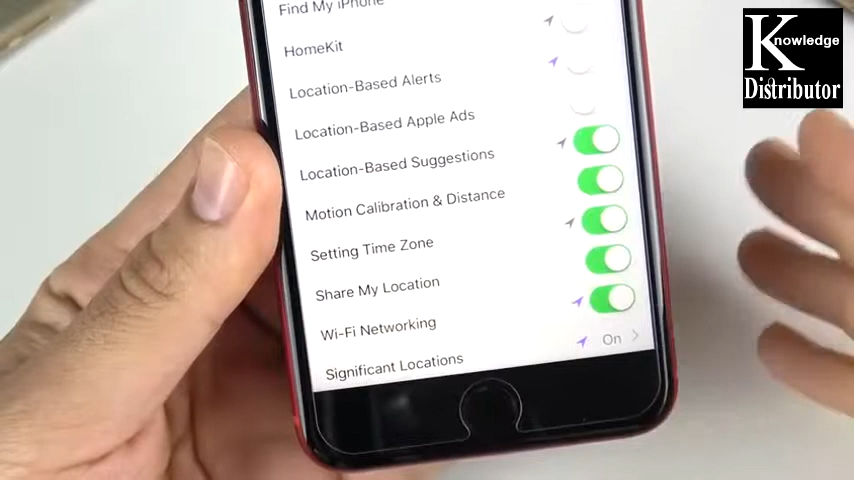 Find My iPhone
HomeKit
Location-Based Alerts
Location-Based Apple Ads
Location-Based Suggestions
Motion Calibration & Distance
Setting Time Zone
Share My Location
Wi-Fi Networking
Significant Locations On
Knowledge
Distributor